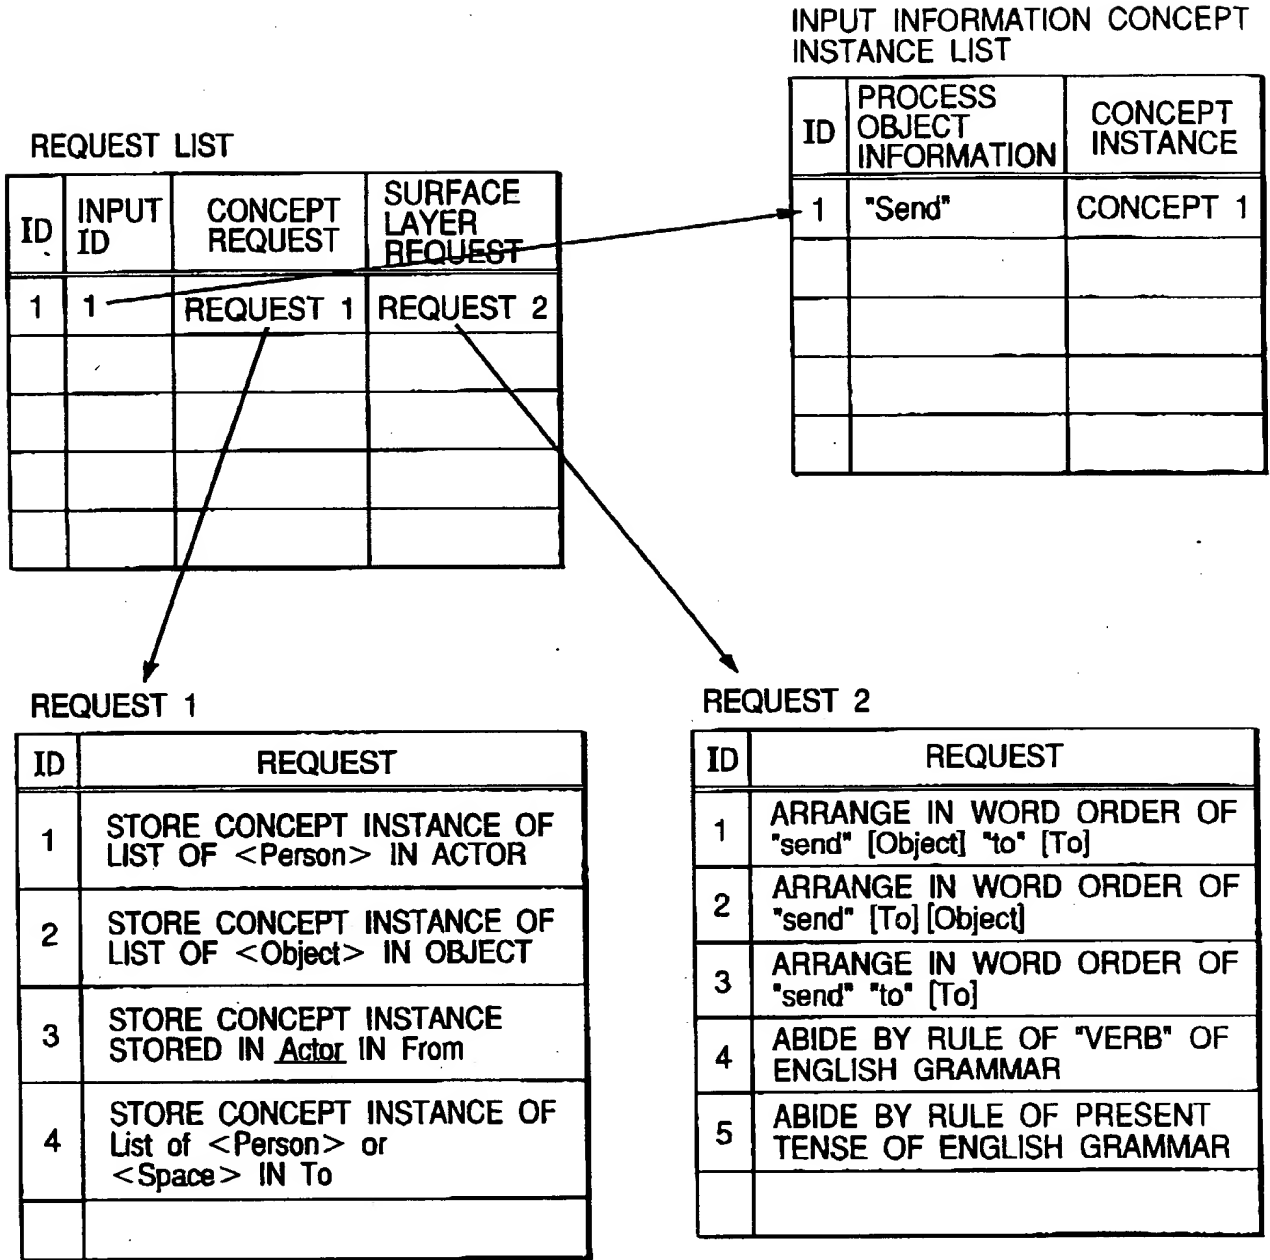 INPUT INFORMATION CONCEPT
INSTANCE LIST
ID
PROCESS
OBJECT
INFORMATION
CONCEPT
INSTANCE
1
"Send"
CONCEPT 1
REQUEST LIST
ID
INPUT
ID
CONCEPT
REQUEST
SURFACE
LAYER
REQUEST
1
1
REQUEST 1
REQUEST 2
REQUEST 1
ID
REQUEST
1
STORE CONCEPT INSTANCE OF
LIST OF <Person> IN ACTOR
2
STORE CONCEPT INSTANCE OF
LIST OF <Object> IN OBJECT
3
STORE CONCEPT INSTANCE
STORED IN Actor IN From
4
STORE CONCEPT INSTANCE OF
List of <Person> or
<Space> IN To
REQUEST 2
ID
REQUEST
1
ARRANGE IN WORD ORDER OF
"send" [Object] "to" [To]
2
ARRANGE IN WORD ORDER OF
"send" [To] [Object]
3
ARRANGE IN WORD ORDER OF
"send" "to" [To]
4
ABIDE BY RULE OF "VERB" OF
ENGLISH GRAMMAR
5
ABIDE BY RULE OF PRESENT
TENSE OF ENGLISH GRAMMAR